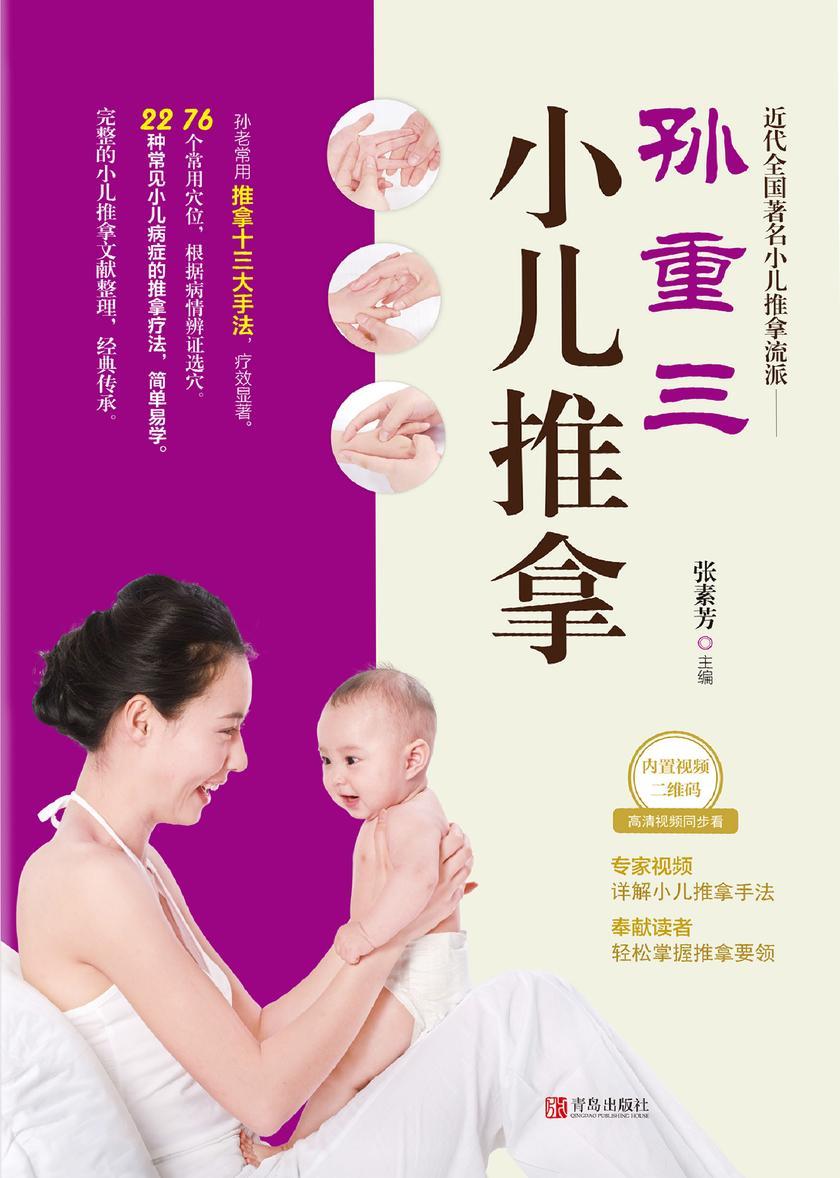 近代全国著名小儿推拿流派——
孙重三
小儿推拿
张素芳◎主编
孙老常用推拿十三大手法，疗效显著。
76个常用穴位，根据病情辨证选穴。
22种常见小儿病症的推拿疗法，简单易学。
完整的小儿推拿文献整理，经典传承。
内置视频
二维码
高清视频同步看
专家视频
详解小儿推拿手法
奉献读者
轻松掌握推拿要领
青岛出版社
QINGDAO PUBLISHING HOUSE